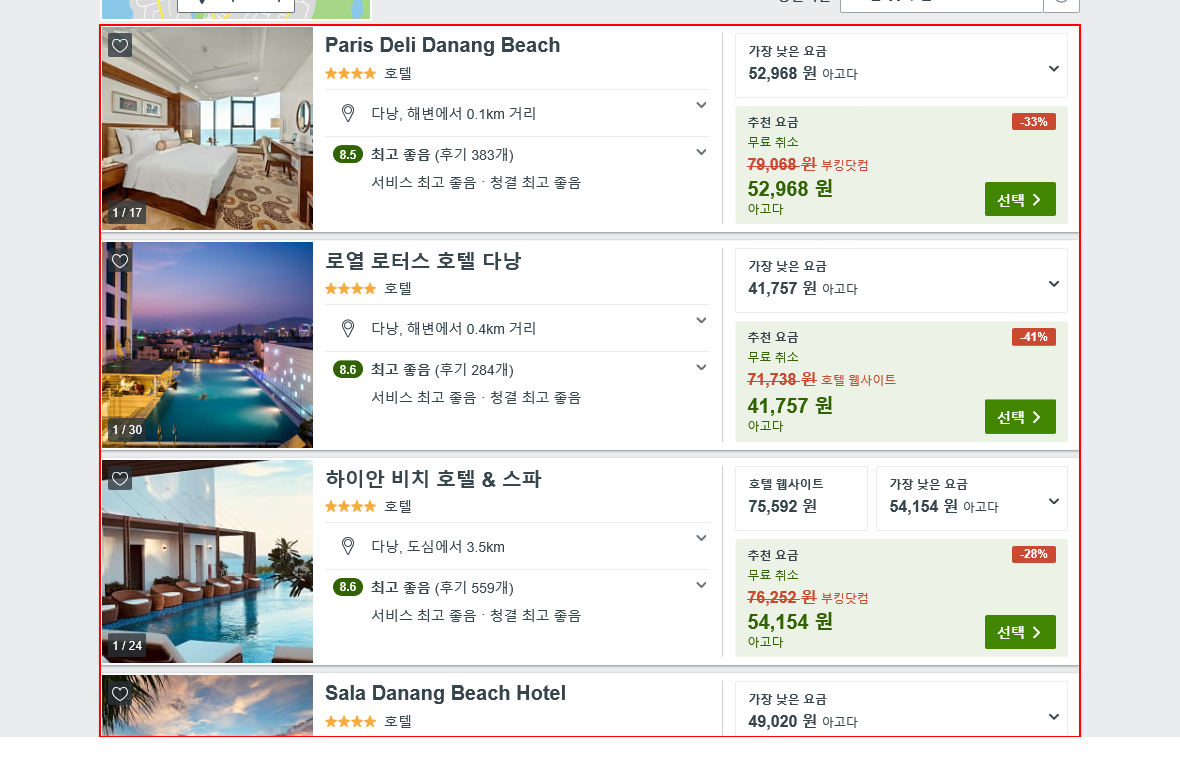 Paris Deli Danang Beach
호텔
다낭, 해변에서 0.1km 거리
8.5 최고 좋음 (후기 383개)
서비스 최고 좋음 · 청결 최고 좋음
1 / 17
가장 낮은 요금
52,968 원 아고다
추천 요금
-33%
무료 취소
79,068 원 부킹닷컴
52,968 원
아고다
선택
로열 로터스 호텔 다낭
호텔
다낭, 해변에서 0.4km 거리
8.6 최고 좋음 (후기 284개)
서비스 최고 좋음 · 청결 최고 좋음
1 / 30
가장 낮은 요금
41,757 원 아고다
추천 요금
-41%
무료 취소
71,738 원 호텔 웹사이트
41,757 원
아고다
선택
하이안 비치 호텔 & 스파
호텔
다낭, 도심에서 3.5km
8.6 최고 좋음 (후기 559개)
서비스 최고 좋음 · 청결 최고 좋음
1 / 24
호텔 웹사이트
75,592 원
가장 낮은 요금
54,154 원 아고다
추천 요금
-28%
무료 취소
76,252 원 부킹닷컴
54,154 원
아고다
선택
Sala Danang Beach Hotel
호텔
가장 낮은 요금
49,020 원 아고다